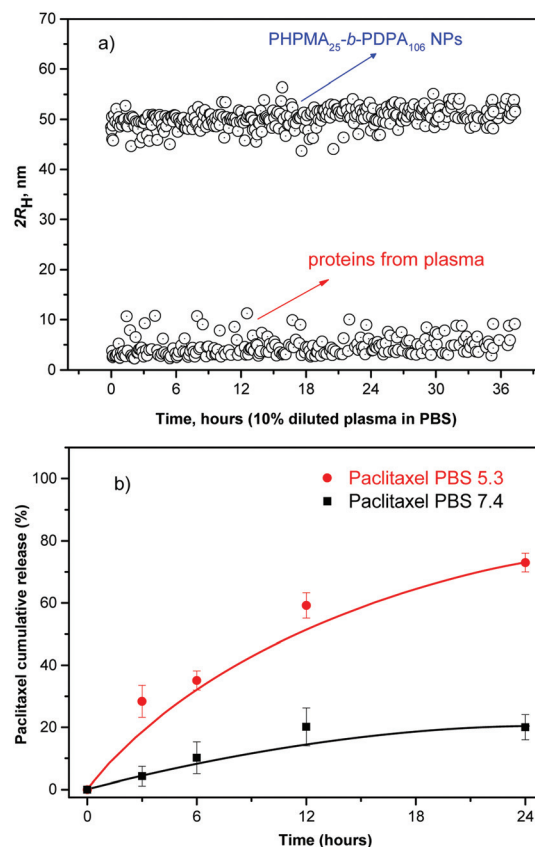 a)
PHPMA25-b-PDPA106 NPs
70
60
50
40
30
20
10
0
2RH, nm
proteins from plasma
0 6 12 18 24 30 36
Time, hours (10% diluted plasma in PBS)
b)
Paclitaxel PBS 5.3
Paclitaxel PBS 7.4
100
80
60
40
20
0
Paclitaxel cumulative release (%)
0 6 12 24
Time (hours)